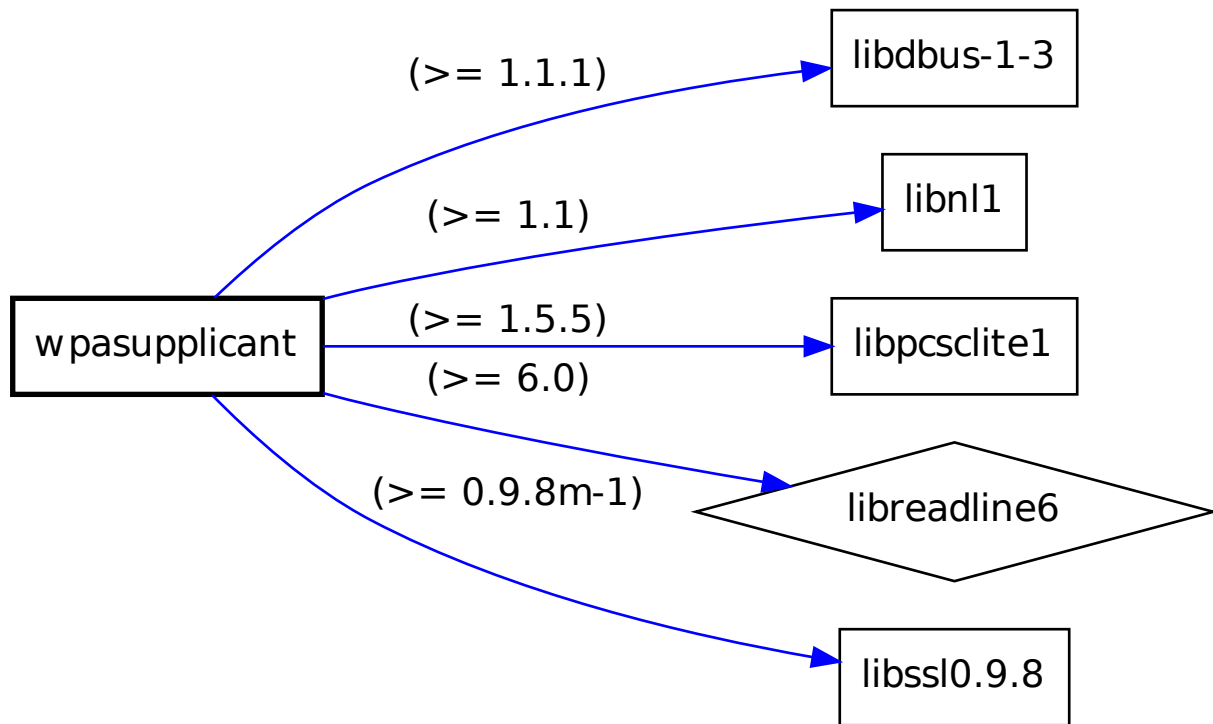 libdbus-1-3
(>= 1.1.1)
libnl1
(>= 1.1)
wpasupplicant
(>= 1.5.5)
libpcsclite1
(>= 6.0)
libreadline6
(>= 0.9.8m-1)
libssl0.9.8